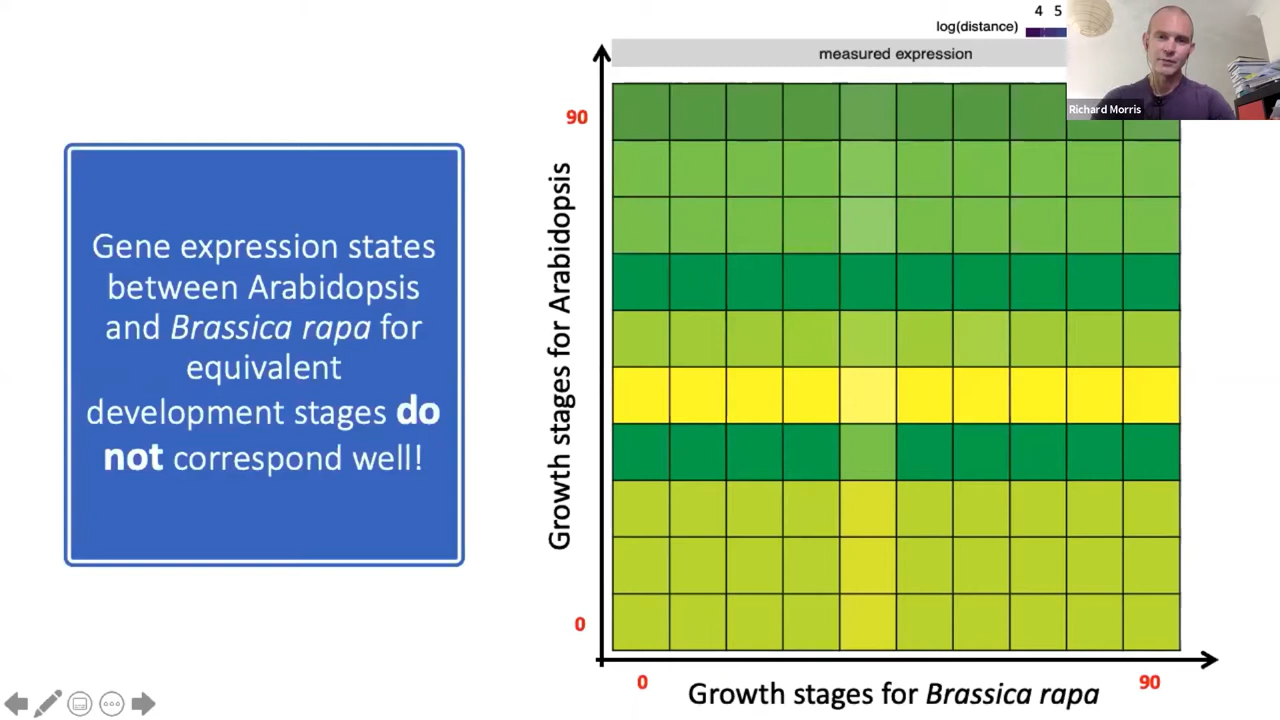 4 5
log(distance)
measured expression
Richard Morris
90
Growth stages for Arabidopsis
Gene expression states
between Arabidopsis
and Brassica rapa for
equivalent
development stages do
not correspond well!
0
0
90
Growth stages for Brassica rapa